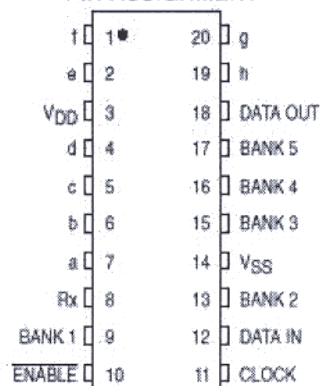 f 1 20 g
e 2 19 h
VDD 3 18 DATA OUT
d 4 17 BANK 5
c 5 16 BANK 4
b 6 15 BANK 3
a 7 14 VSS
Rx 8 13 BANK 2
BANK 1 9 12 DATA IN
ENABLE 10 11 CLOCK